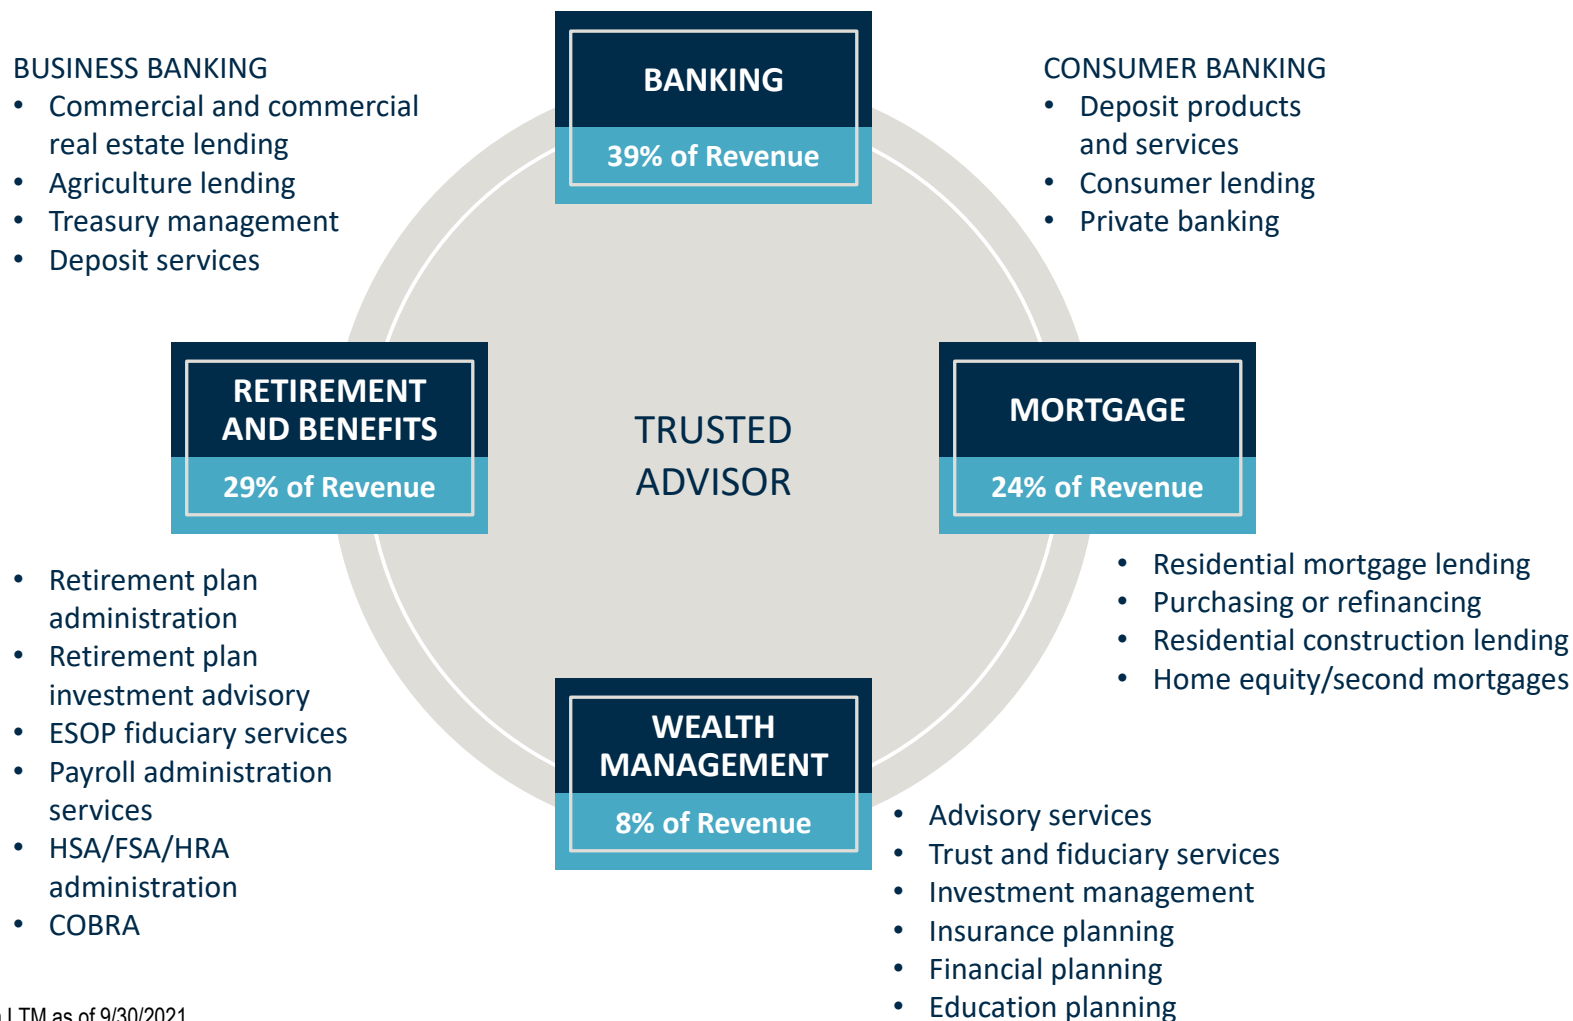 BANKING
39% of Revenue
BUSINESS BANKING
• Commercial and commercial
real estate lending
• Agriculture lending
• Treasury management
• Deposit services
CONSUMER BANKING
• Deposit products
and services
• Consumer lending
• Private banking
RETIREMENT
AND BENEFITS
29% of Revenue
TRUSTED
ADVISOR
MORTGAGE
24% of Revenue
• Retirement plan
administration
• Retirement plan
investment advisory
• ESOP fiduciary services
• Payroll administration
services
• HSA/FSA/HRA
administration
• COBRA
• Residential mortgage lending
• Purchasing or refinancing
• Residential construction lending
• Home equity/second mortgages
WEALTH
MANAGEMENT
8% of Revenue
• Advisory services
• Trust and fiduciary services
• Investment management
• Insurance planning
• Financial planning
• Education planning
LTM as of 9/30/2021